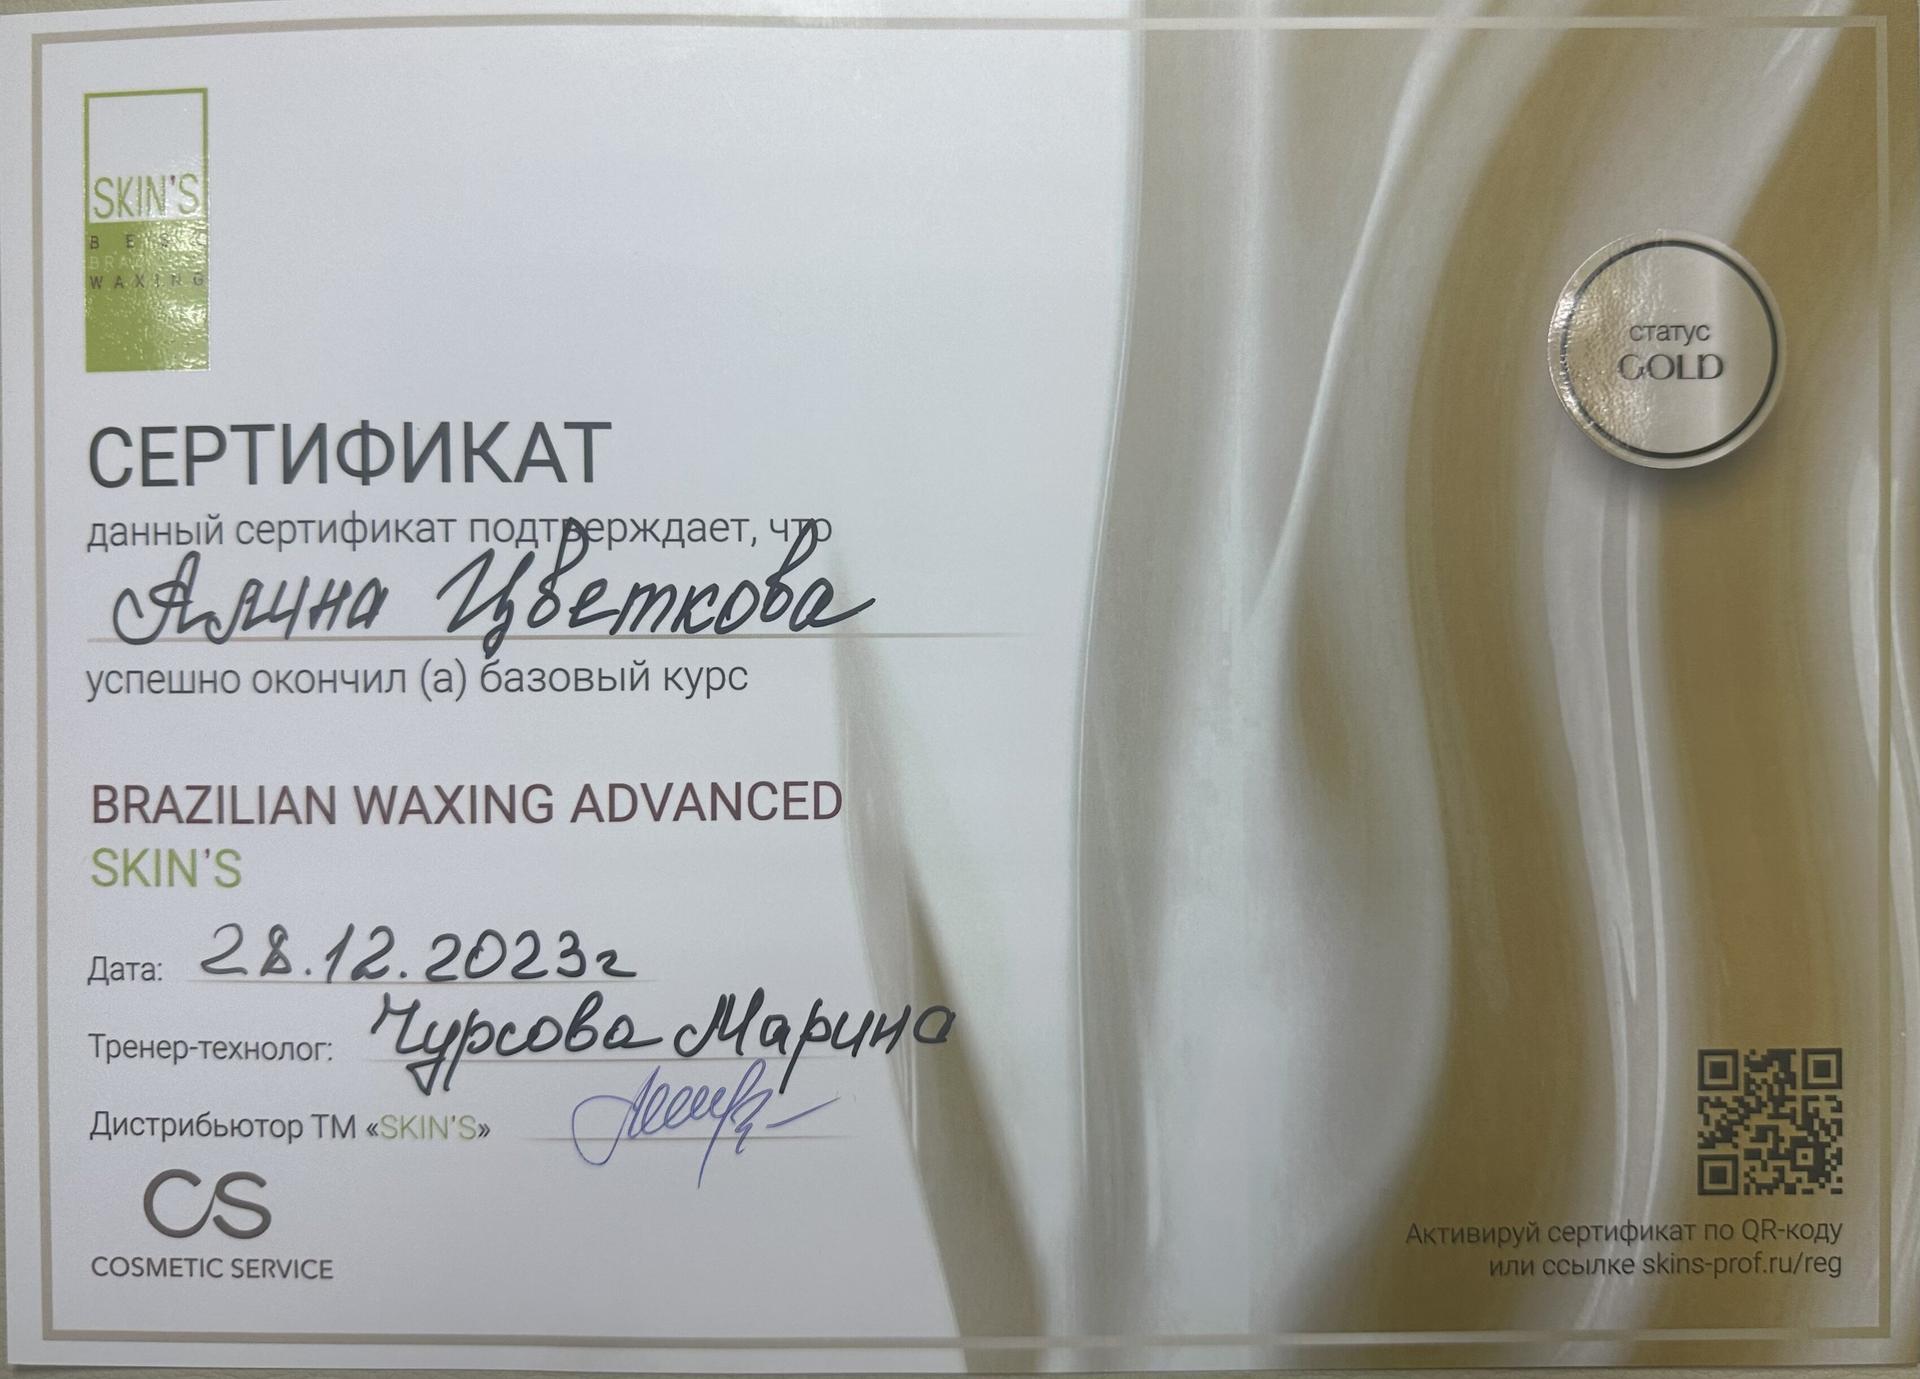 SKIN'S
BEST
BRAZILIAN
WAXING
статус
GOLD
СЕРТИФИКАТ
данный сертификат подтверждает, что
Алина Цветкова
успешно окончил (а) базовый курс
BRAZILIAN WAXING ADVANCED
SKIN'S
Дата: 28.12.2023г
Тренер-технолог: Чурсова Марина
Дистрибьютор ТМ «SKIN'S»
CS
COSMETIC SERVICE
Активируй сертификат по QR-коду
или ссылке skins-prof.ru/reg